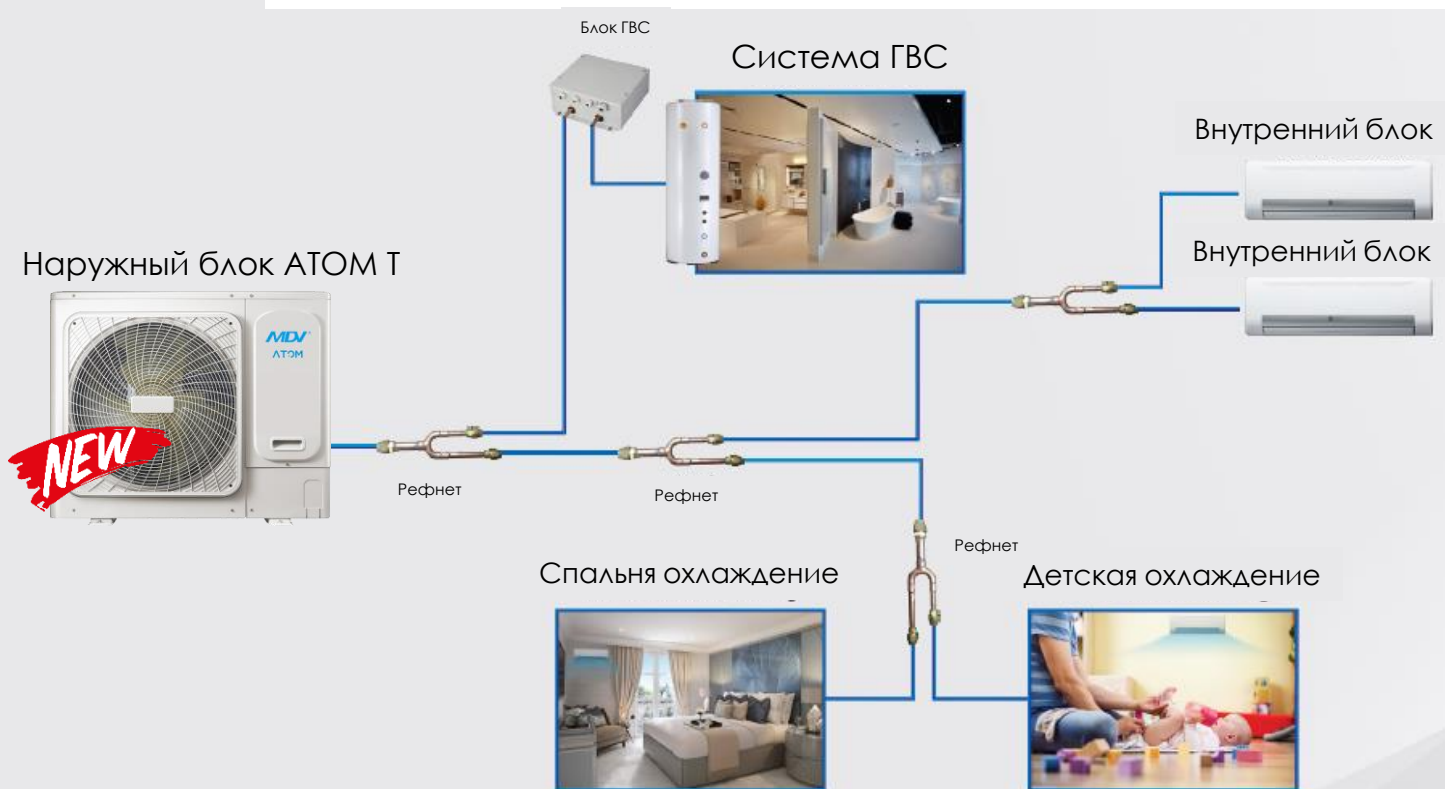 Блок ГВС
Система ГВС
Внутренний блок
Внутренний блок
Наружный блок ATOM T
MDV
ATOM
NEW
Рефнет
Рефнет
Рефнет
Спальня охлаждение
Детская охлаждение